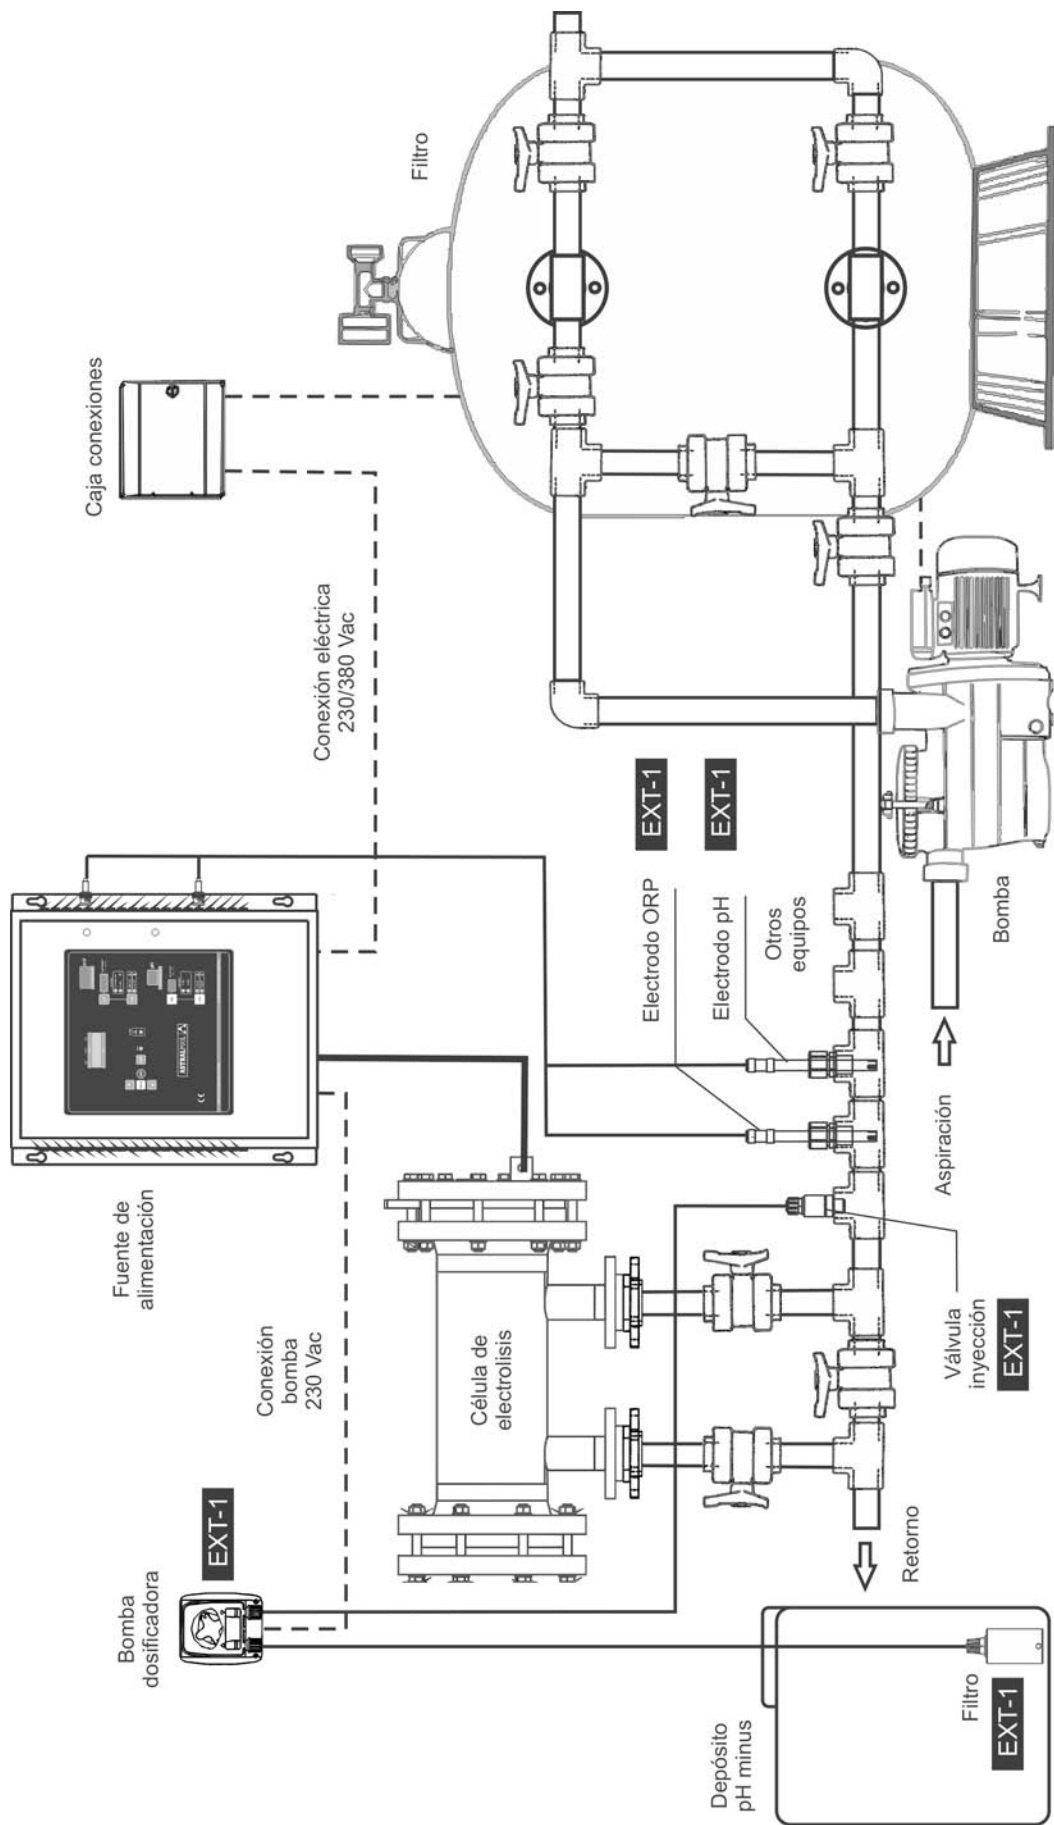 Bomba
dosificadora
EXT-1
Fuente de
alimentación
ASTRALPOOL
CE
Caja conexiones
Conexión
bomba
230 Vac
Conexión eléctrica
230/380 Vac
Filtro
Célula de
electrolisis
Electrodo ORP
EXT-1
Electrodo pH
EXT-1
Otros
equipos
Depósito
pH minus
Retorno
Válvula
inyección
EXT-1
Aspiración
Bomba
Filtro
EXT-1